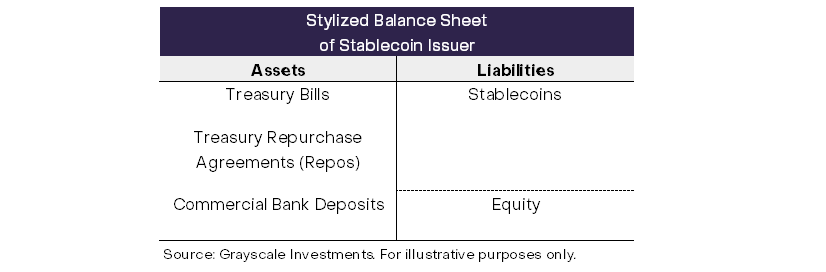 Stylized Balance Sheet
of Stablecoin Issuer
Assets
Liabilities
Treasury Bills
Stablecoins
Treasury Repurchase
Agreements (Repos)
Commercial Bank Deposits
Equity
Source: Grayscale Investments. For illustrative purposes only.